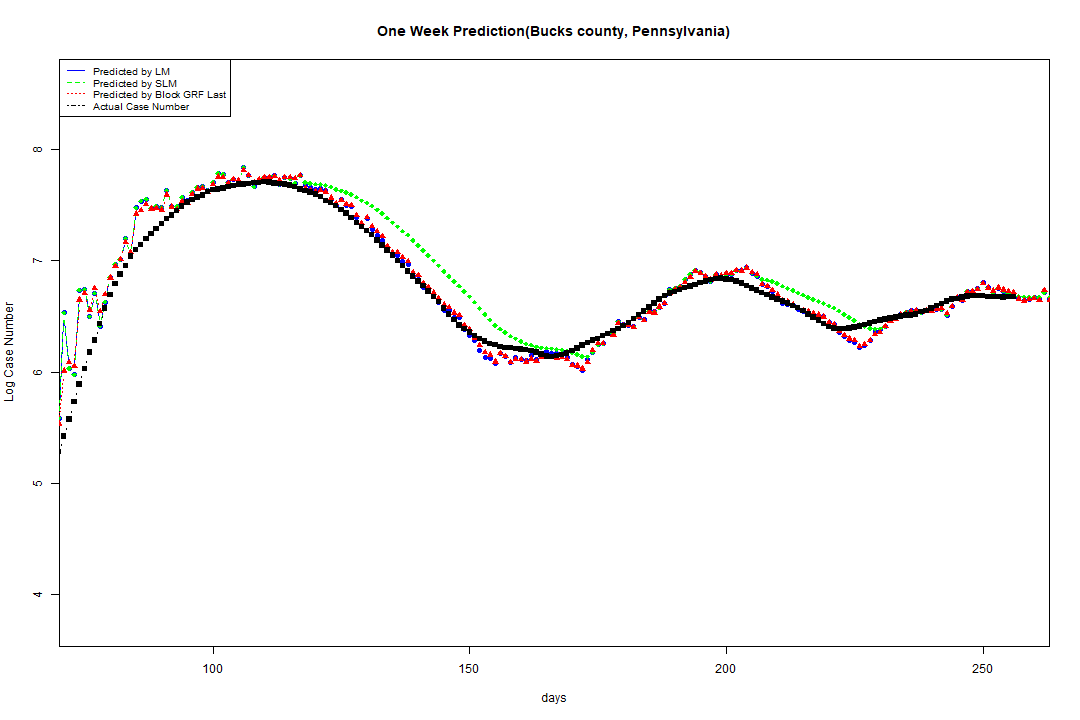 One Week Prediction(Bucks county, Pennsylvania)
Predicted by LM
Predicted by SLM
Predicted by Block GRF Last
Actual Case Number
8
7
6
5
4
Log Case Number
100 150 200 250
days